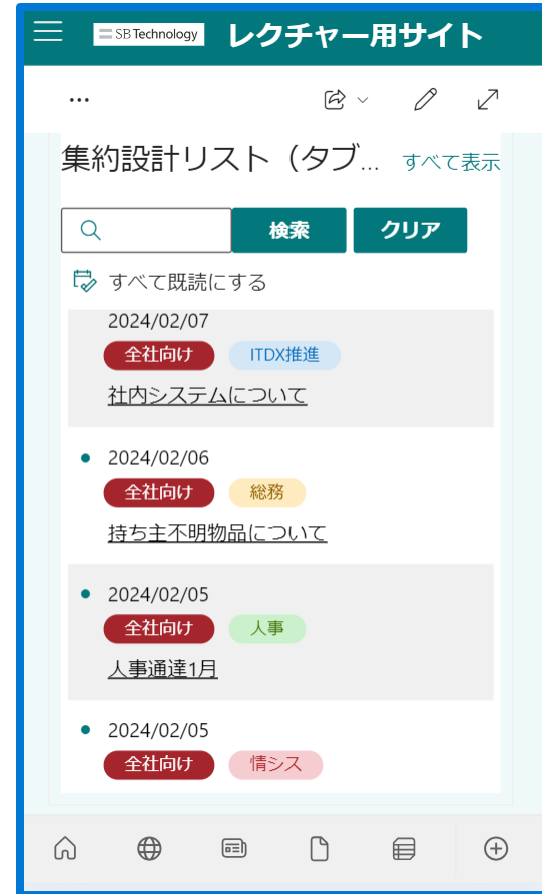 SB Technology レクチャー用サイト
...
集約設計リスト（タブ... すべて表示
検索 クリア
すべて既読にする
2024/02/07
全社向け ITDX推進
社内システムについて
2024/02/06
全社向け 総務
持ち主不明物品について
2024/02/05
全社向け 人事
人事通達1月
2024/02/05
全社向け 情シス